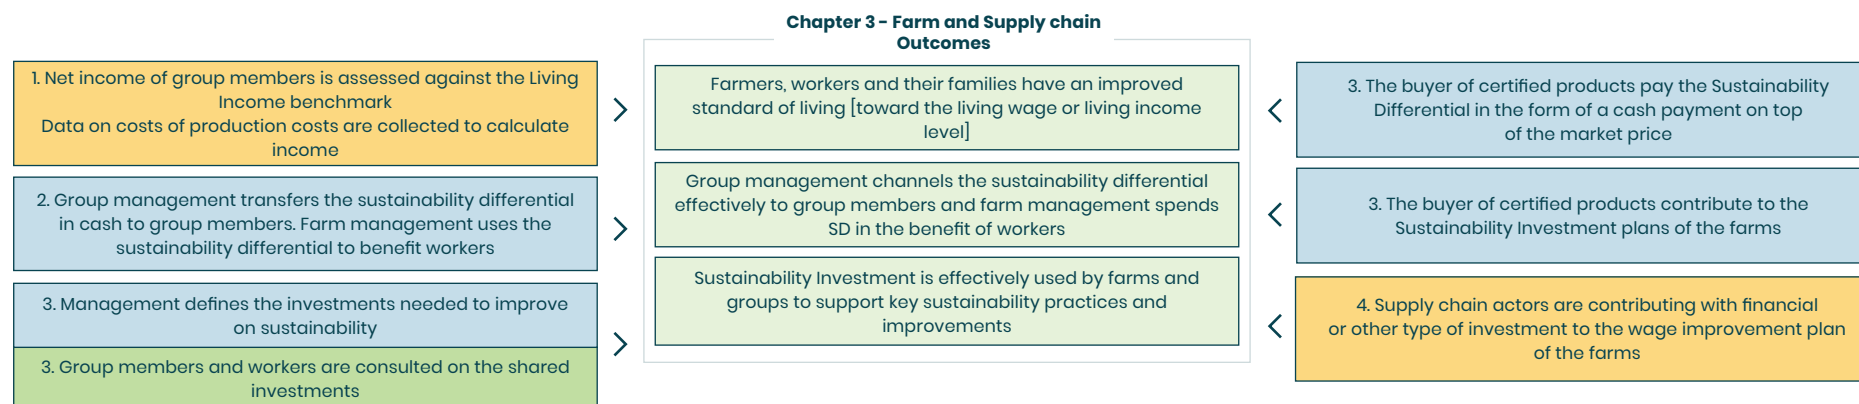 Chapter 3 - Farm and Supply chain
Outcomes
1. Net income of group members is assessed against the Living
Income benchmark
Data on costs of production costs are collected to calculate
income
2. Group management transfers the sustainability differential
in cash to group members. Farm management uses the
sustainability differential to benefit workers
3. Management defines the investments needed to improve
on sustainability
3. Group members and workers are consulted on the shared
investments
Farmers, workers and their families have an improved
standard of living [toward the living wage or living income
level]
Group management channels the sustainability differential
effectively to group members and farm management spends
SD in the benefit of workers
Sustainability Investment is effectively used by farms and
groups to support key sustainability practices and
improvements
3. The buyer of certified products pay the Sustainability
Differential in the form of a cash payment on top
of the market price
3. The buyer of certified products contribute to the
Sustainability Investment plans of the farms
4. Supply chain actors are contributing with financial
or other type of investment to the wage improvement plan
of the farms